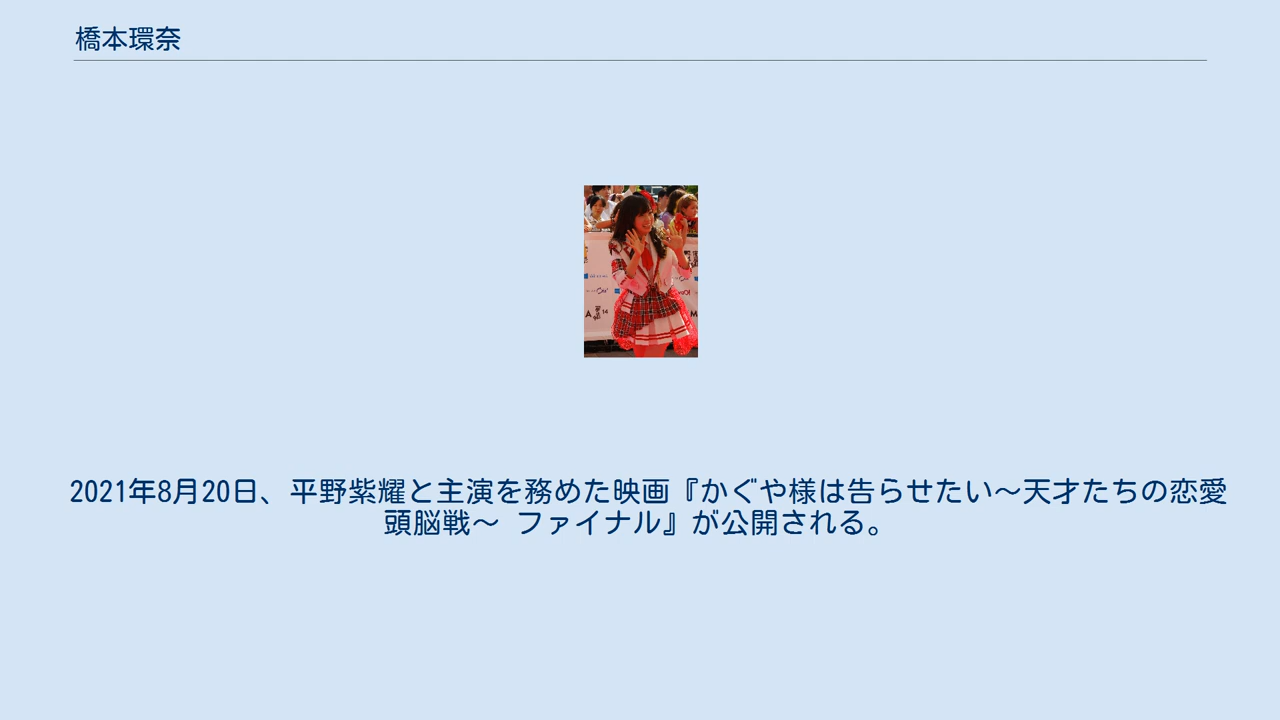 橋本環奈
2021年8月20日、平野紫耀と主演を務めた映画『かぐや様は告らせたい〜天才たちの恋愛
頭脳戦〜 ファイナル』が公開される。